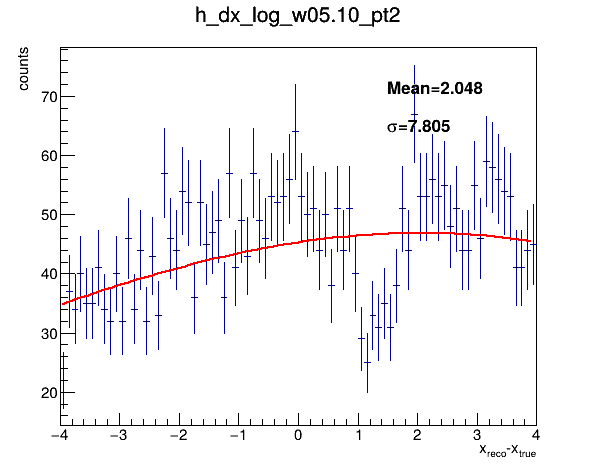 h_dx_log_w05.10_pt2
counts
Mean=2.048
σ=7.805
70
60
50
40
30
20
−4 −3 −2 −1 0 1 2 3 4
x_reco-x_true